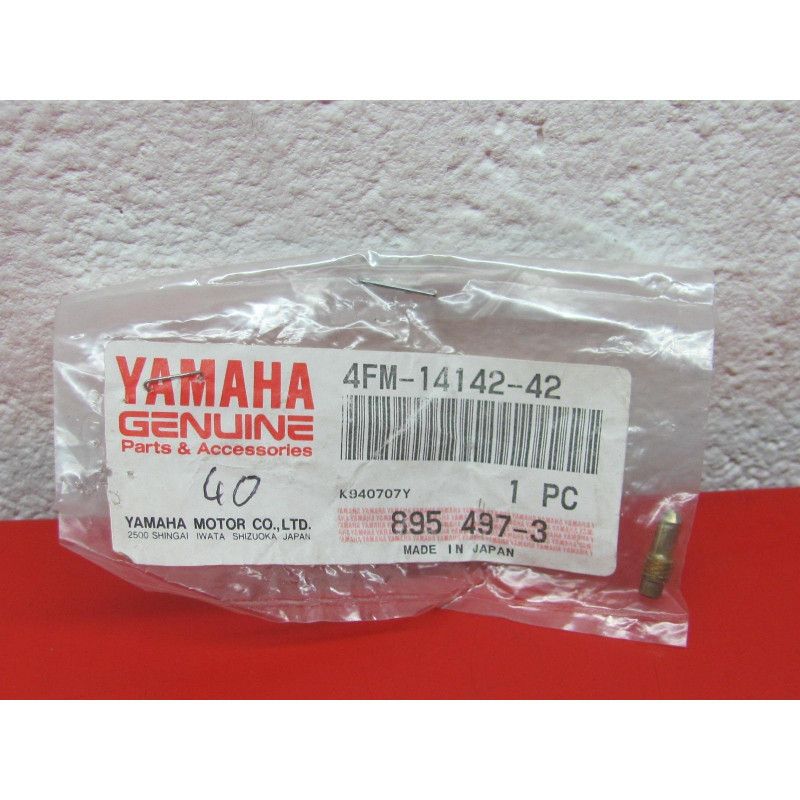 YAMAHA
GENUINE
Parts & Accessories
40
YAMAHA MOTOR CO., LTD.
2500 SHINGAI IWATA SHIZUOKA JAPAN
4FM-14142-42
K940707Y
1 PC
895 497-3
MADE IN JAPAN